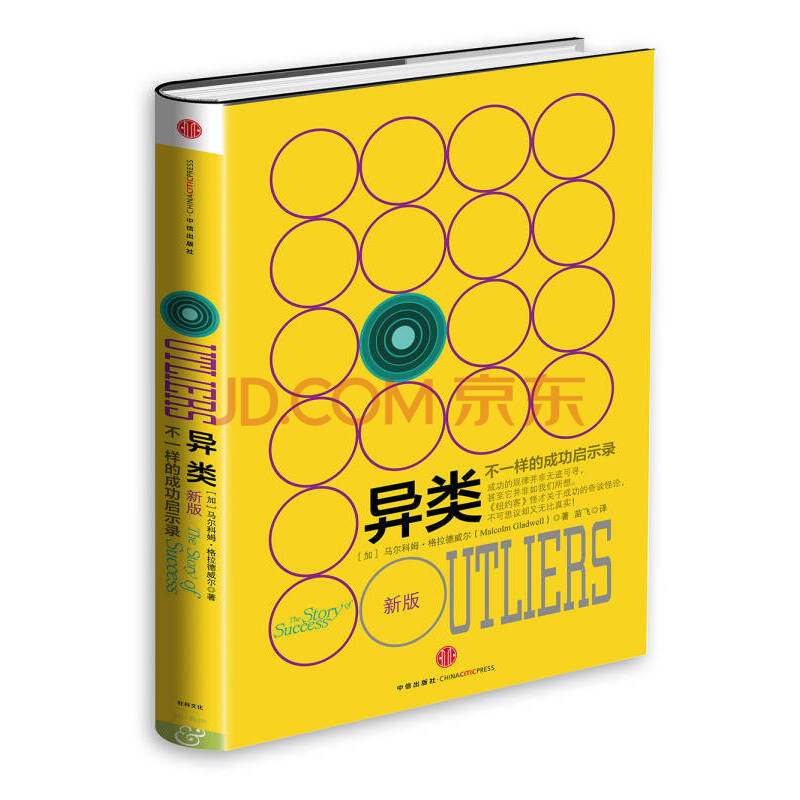 CHINACITICPRESS
中信出版社
OUTLIERS
异类
新版
不一样的成功启示录
The Story of
Success
[加]马尔科姆·格拉德威尔◎著
JD.COM 京东
异类
不一样的成功启示录
成功的规律并非无迹可寻,
甚至它并非如我们所想。
《纽约客》怪才关于成功的奇谈怪论,
不可思议却又无比真实!
[加] 马尔科姆·格拉德威尔(Malcolm Gladwell)◎著 苗飞◎译
The Story of
Success
新版
OUTLIERS
中信出版社·CHINACITICPRESS